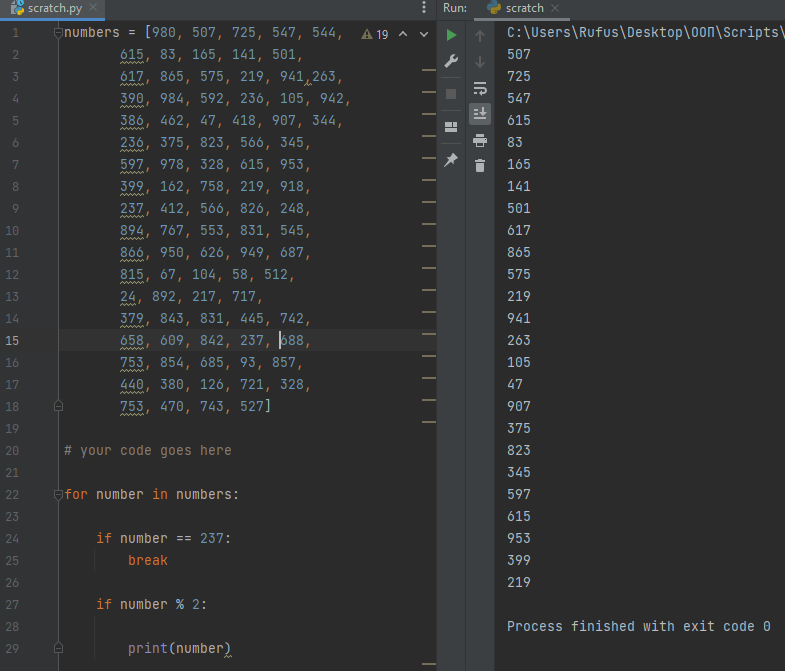 scratch.py
Run: scratch
1 numbers = [980, 507, 725, 547, 544,
19
2 615, 83, 165, 141, 501,
3 617, 865, 575, 219, 941,263,
4 390, 984, 592, 236, 105, 942,
5 386, 462, 47, 418, 907, 344,
6 236, 375, 823, 566, 345,
7 597, 978, 328, 615, 953,
8 399, 162, 758, 219, 918,
9 237, 412, 566, 826, 248,
10 894, 767, 553, 831, 545,
11 866, 950, 626, 949, 687,
12 815, 67, 104, 58, 512,
13 24, 892, 217, 717,
14 379, 843, 831, 445, 742,
15 658, 609, 842, 237, 688,
16 753, 854, 685, 93, 857,
17 440, 380, 126, 721, 328,
18 753, 470, 743, 527]
19
20 # your code goes here
21
22 for number in numbers:
23
24 if number == 237:
25 break
26
27 if number % 2:
28
29 print(number)
C:\Users\Rufus\Desktop\ООП\Scripts\
507
725
547
615
83
165
141
501
617
865
575
219
941
263
105
47
907
375
823
345
597
615
953
399
219
Process finished with exit code 0